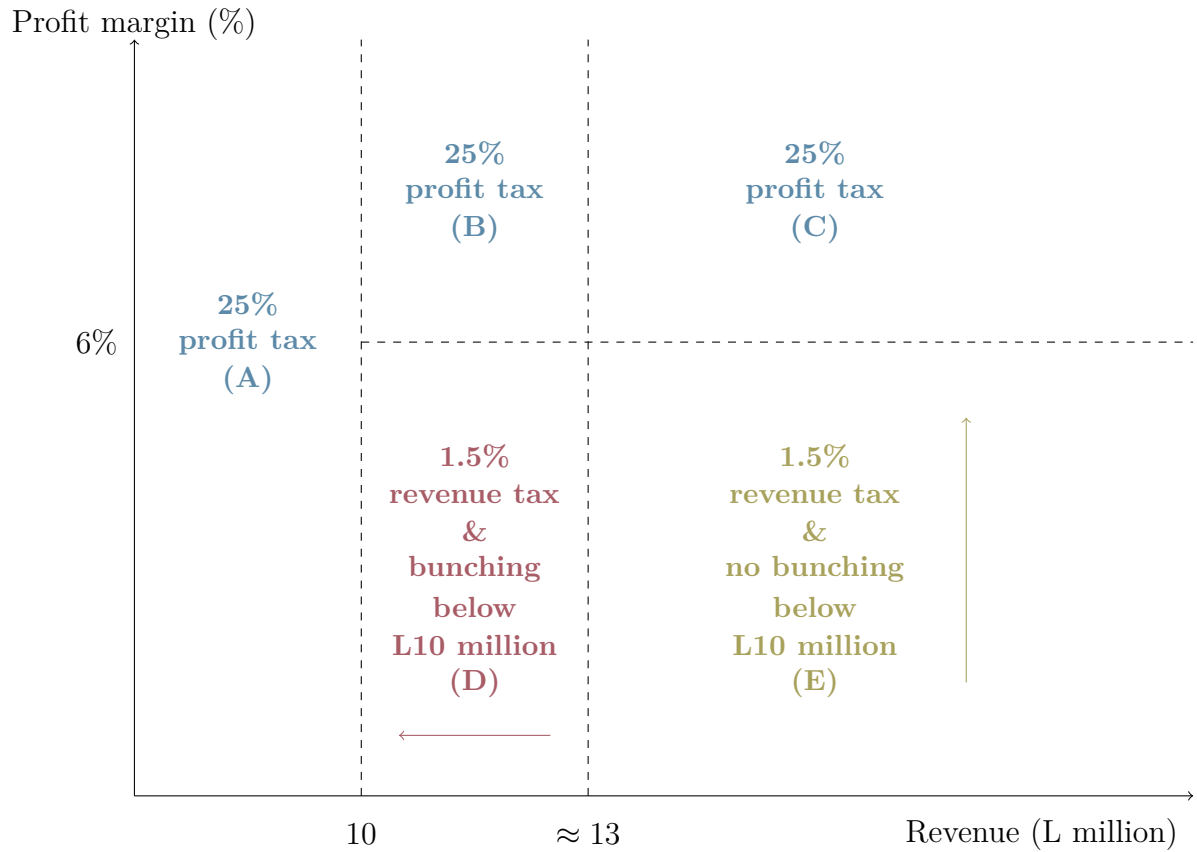 Profit margin (%)
25%
profit tax
(B)
25%
profit tax
(C)
25%
profit tax
(A)
6%
1.5%
revenue tax
&
bunching
below
L10 million
(D)
1.5%
revenue tax
&
no bunching
below
L10 million
(E)
10
≈ 13
Revenue (L million)